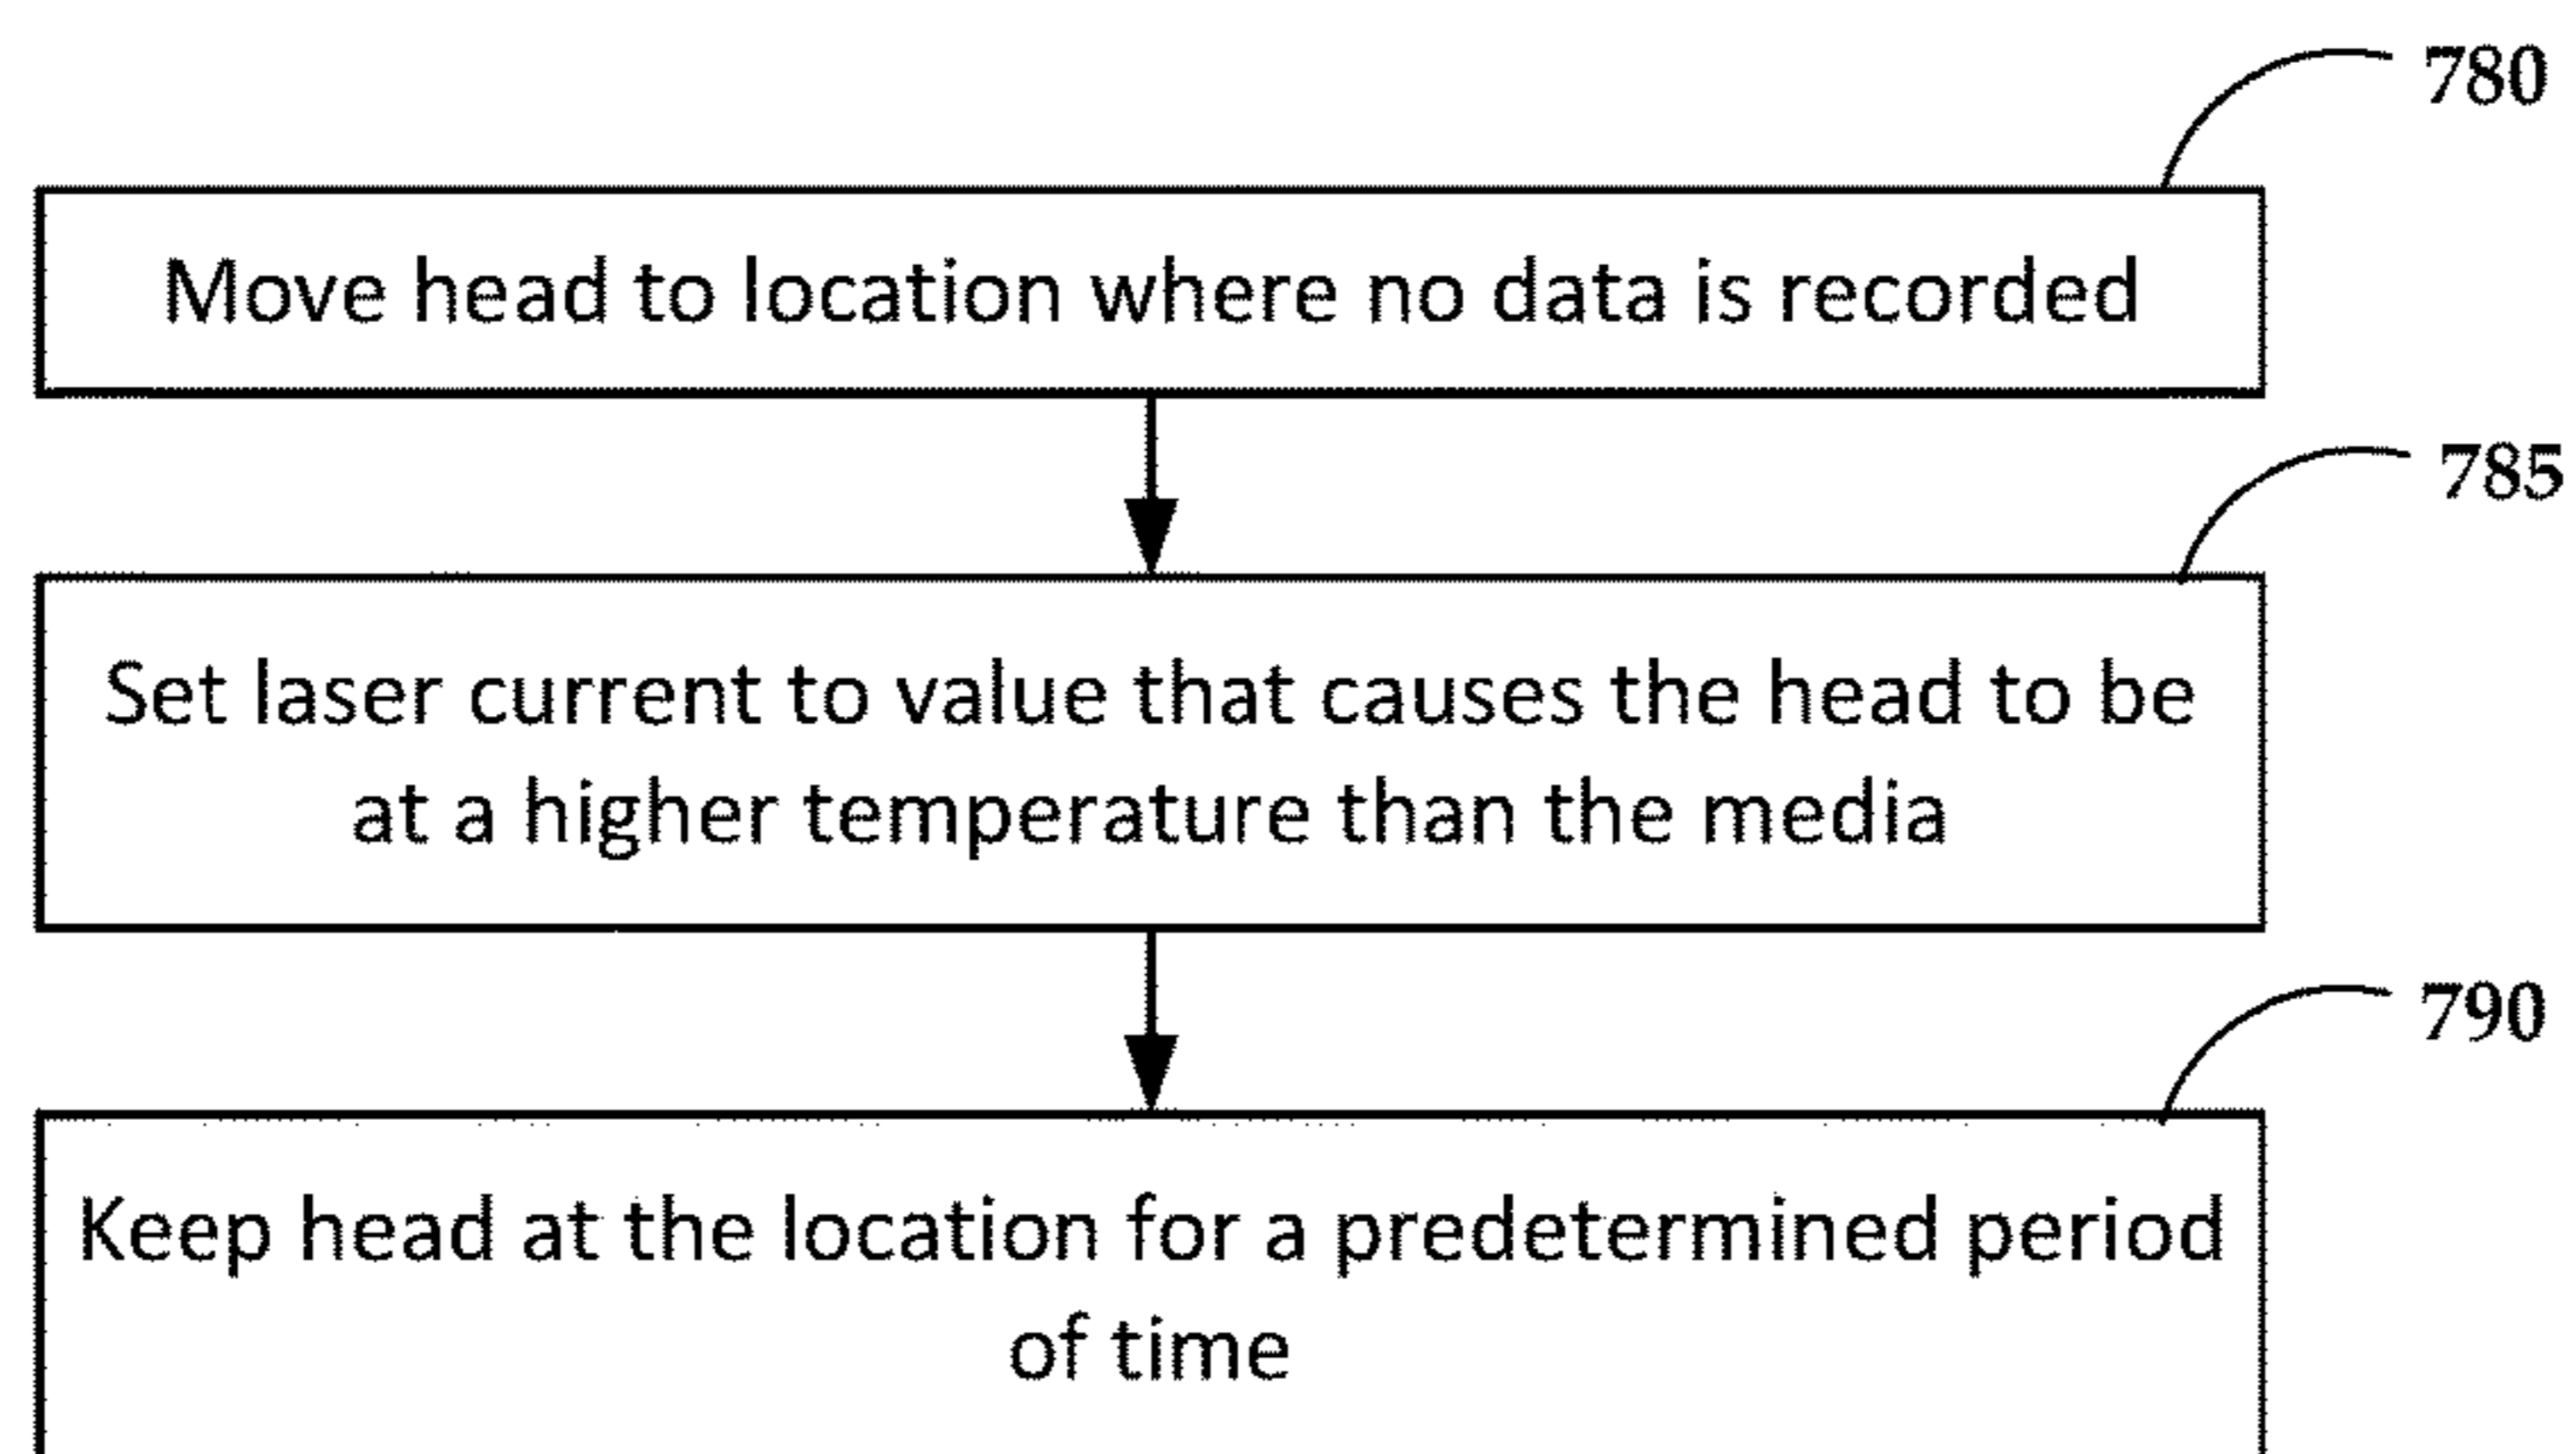 780
Move head to location where no data is recorded
785
Set laser current to value that causes the head to be
at a higher temperature than the media
790
Keep head at the location for a predetermined period
of time